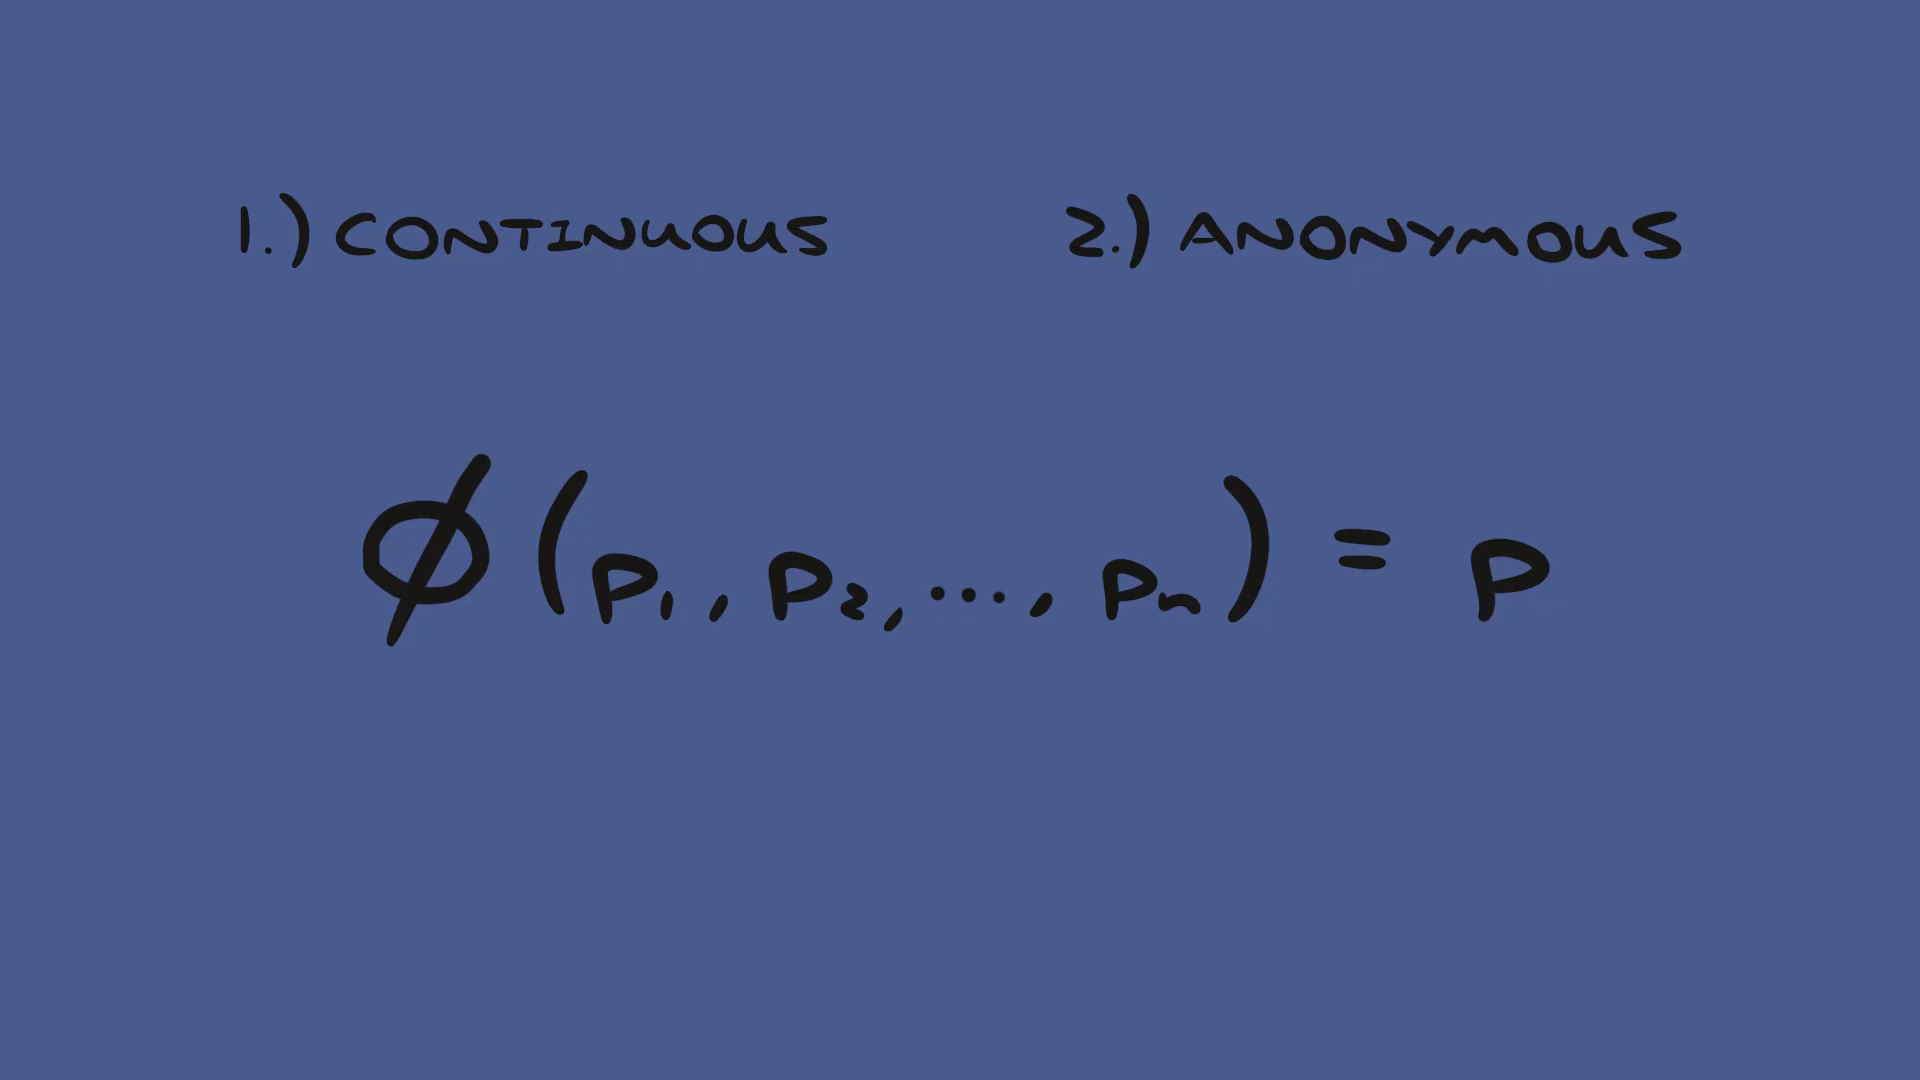 1.) CONTINUOUS 2.) ANONYMOUS
ϕ(p₁, p₂, ..., pₙ) = p